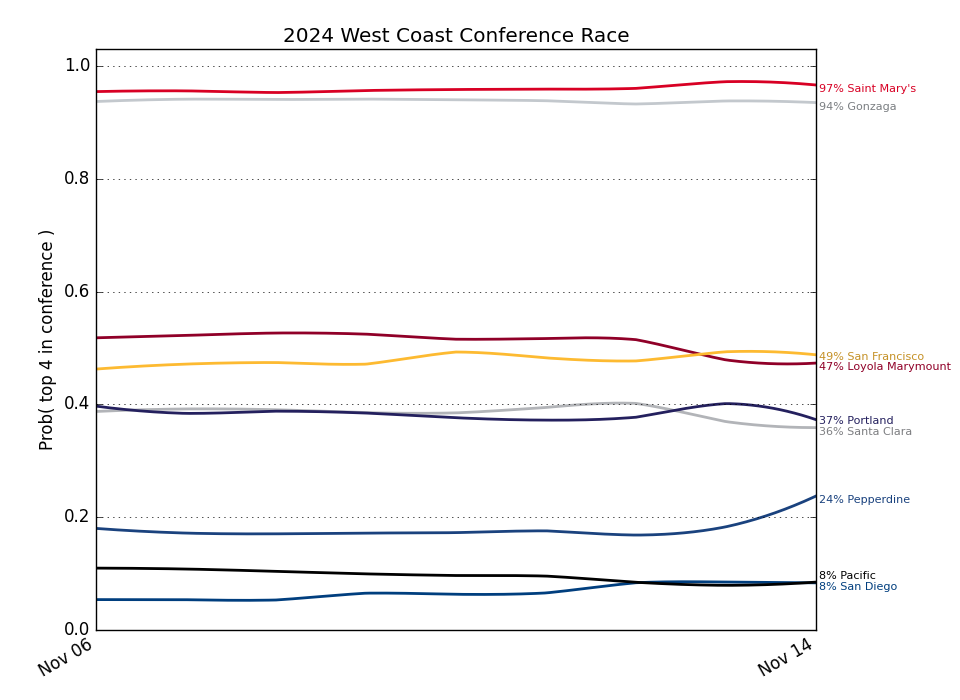 2024 West Coast Conference Race
Prob( top 4 in conference )
1.0
0.8
0.6
0.4
0.2
0.0
Nov 06
Nov 14
97% Saint Mary's
94% Gonzaga
49% San Francisco
47% Loyola Marymount
37% Portland
36% Santa Clara
24% Pepperdine
8% Pacific
8% San Diego